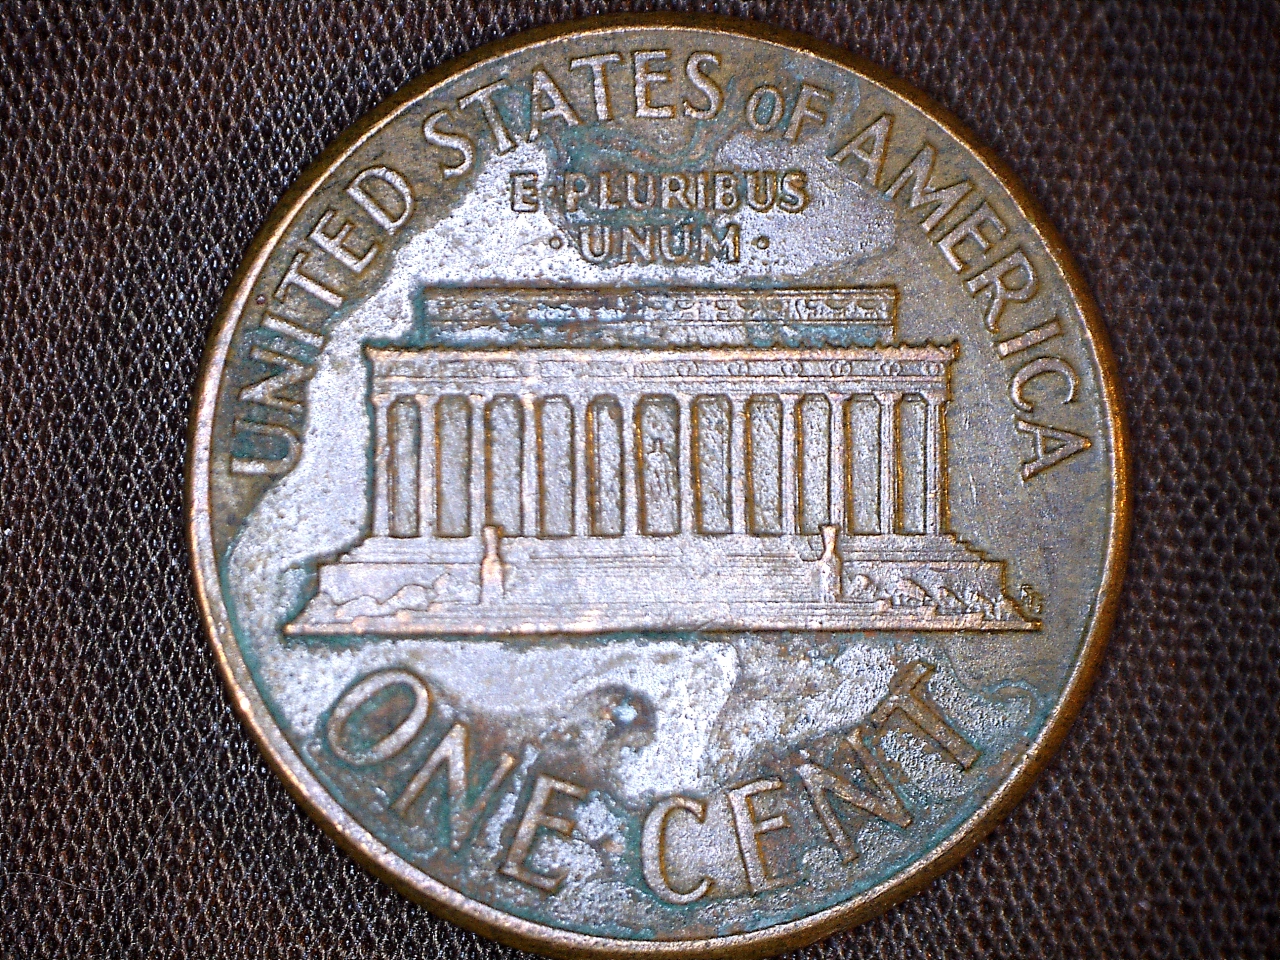 UNITED STATES OF AMERICA
E·PLURIBUS
·UNUM·
ONE CENT